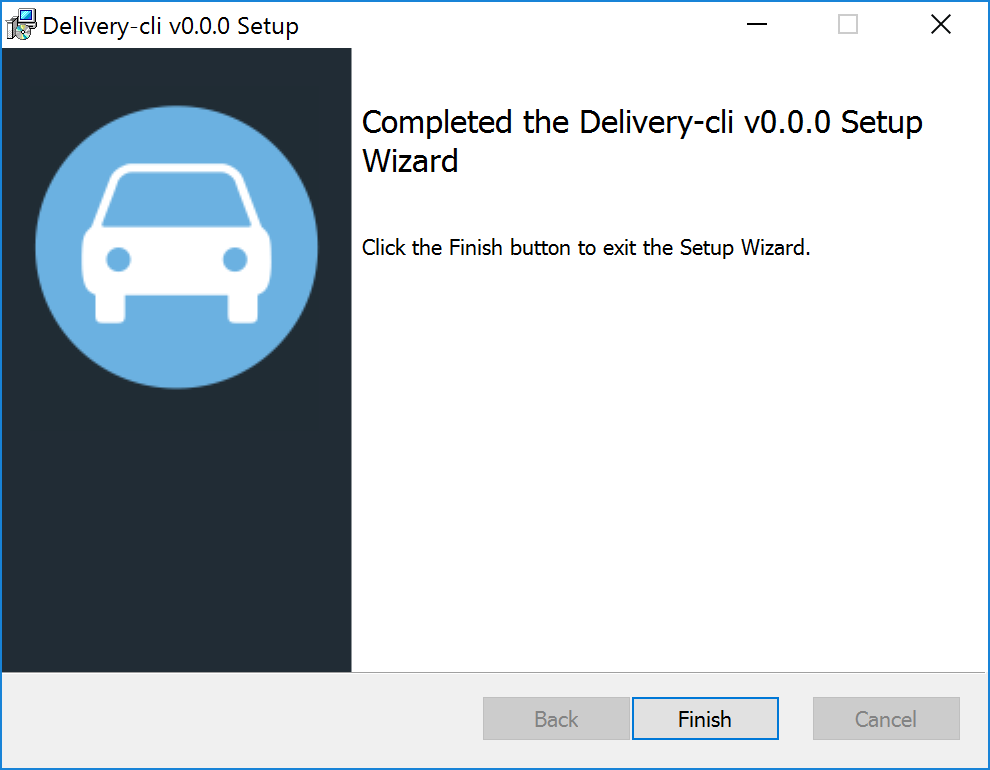 Delivery-cli v0.0.0 Setup
Completed the Delivery-cli v0.0.0 Setup
Wizard
Click the Finish button to exit the Setup Wizard.
Back
Finish
Cancel